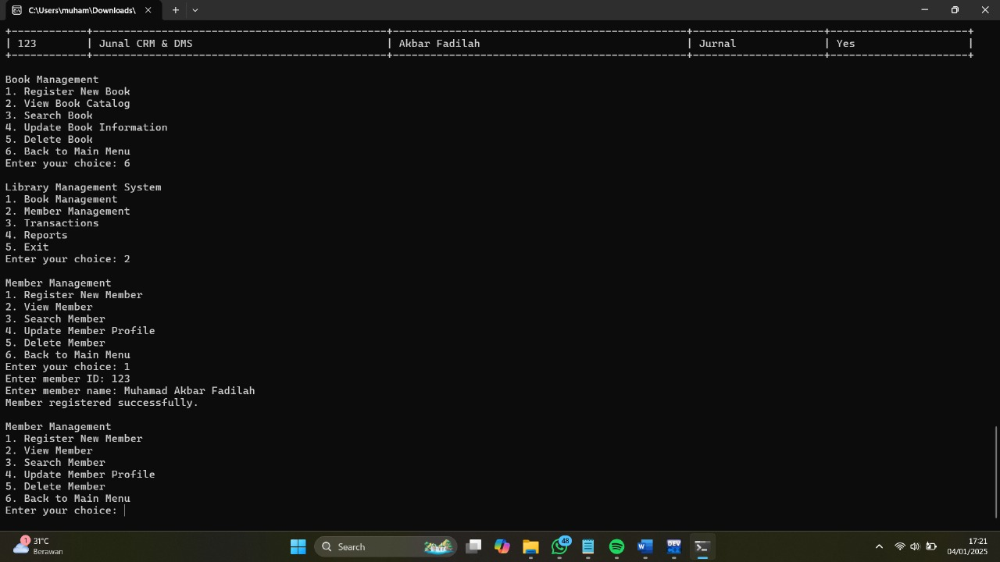 C:\Users\muham\Downloads\
+------------+-----------------------------------------------+-----------------------------------------------+---------------------+----------------------+
| 123        | Junal CRM & DMS                               | Akbar Fadilah                                 | Jurnal              | Yes                  |
+------------+-----------------------------------------------+-----------------------------------------------+---------------------+----------------------+
Book Management
1. Register New Book
2. View Book Catalog
3. Search Book
4. Update Book Information
5. Delete Book
6. Back to Main Menu
Enter your choice: 6
Library Management System
1. Book Management
2. Member Management
3. Transactions
4. Reports
5. Exit
Enter your choice: 2
Member Management
1. Register New Member
2. View Member
3. Search Member
4. Update Member Profile
5. Delete Member
6. Back to Main Menu
Enter your choice: 1
Enter member ID: 123
Enter member name: Muhamad Akbar Fadilah
Member registered successfully.
Member Management
1. Register New Member
2. View Member
3. Search Member
4. Update Member Profile
5. Delete Member
6. Back to Main Menu
Enter your choice:
1
31°C
Berawan
Search
48
W
DEV
17:21
04/01/2025